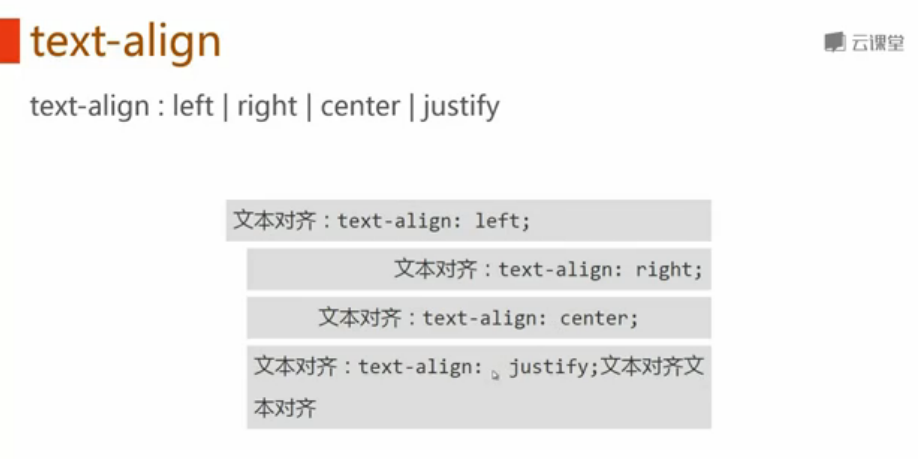 text-align
云课堂
text-align : left | right | center | justify
文本对齐：text-align: left;
文本对齐：text-align: right;
文本对齐：text-align: center;
文本对齐：text-align: justify;文本对齐文
本对齐